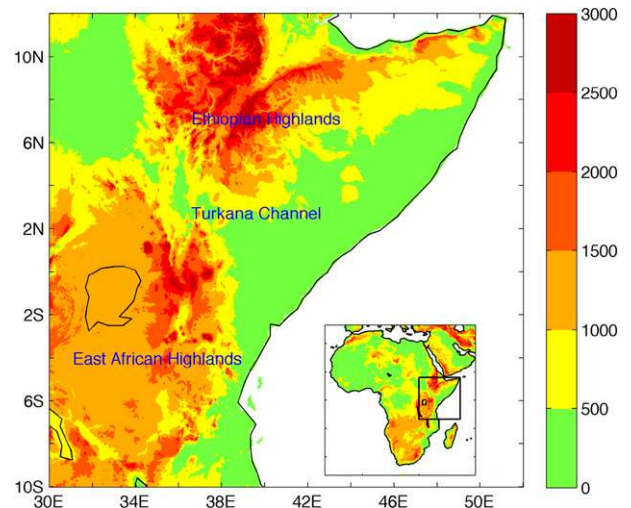 10N
6N
2N
2S
6S
10S
30E
34E
38E
42E
46E
50E
Ethiopian Highlands
Turkana Channel
East African Highlands
3000
2500
2000
1500
1000
500
0